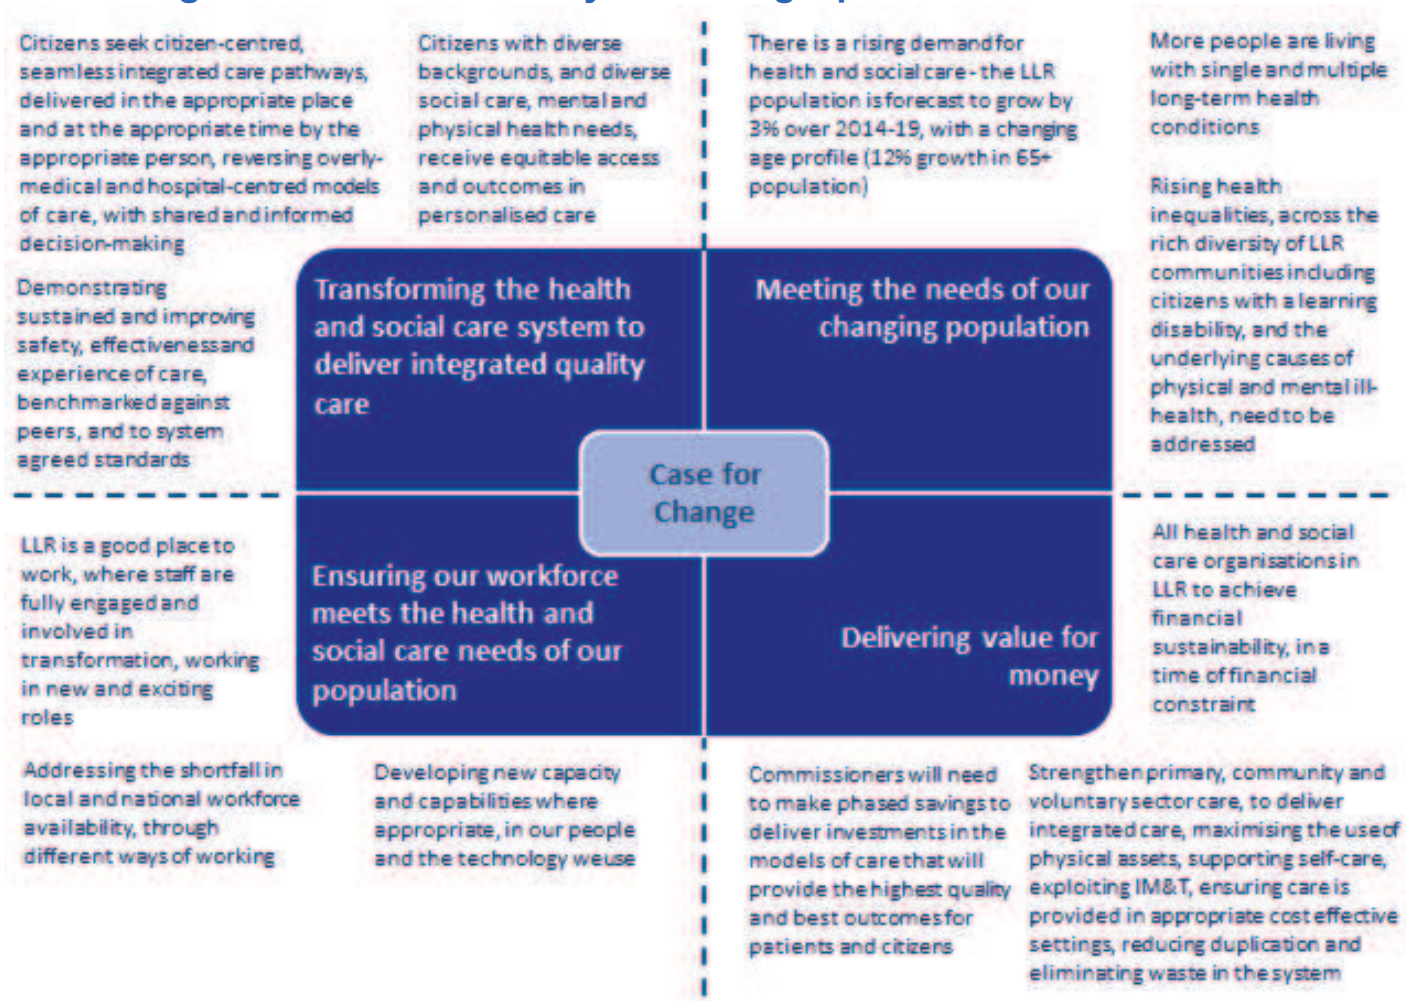 Citizens seek citizen-centred,
seamless integrated care pathways,
delivered in the appropriate place
and at the appropriate time by the
appropriate person, reversing overly-
medical and hospital-centred models
of care, with shared and informed
decision-making
Citizens with diverse
backgrounds, and diverse
social care, mental and
physical health needs,
receive equitable access
and outcomes in
personalised care
Demonstrating
sustained and improving
safety, effectiveness and
experience of care,
benchmarked against
peers, and to system
agreed standards
Transforming the health
and social care system to
deliver integrated quality
care
There is a rising demand for
health and social care - the LLR
population is forecast to grow by
3% over 2014-19, with a changing
age profile (12% growth in 65+
population)
More people are living
with single and multiple
long-term health
conditions
Rising health
inequalities, across the
rich diversity of LLR
communities including
citizens with a learning
disability, and the
underlying causes of
physical and mental ill-
health, need to be
addressed
Meeting the needs of our
changing population
Case for
Change
LLR is a good place to
work, where staff are
fully engaged and
involved in
transformation, working
in new and exciting
roles
Ensuring our workforce
meets the health and
social care needs of our
population
Addressing the shortfall in
local and national workforce
availability, through
different ways of working
Developing new capacity
and capabilities where
appropriate, in our people
and the technology we use
Delivering value for
money
All health and social
care organisations in
LLR to achieve
financial
sustainability, in a
time of financial
constraint
Commissioners will need
to make phased savings to
deliver investments in the
models of care that will
provide the highest quality
and best outcomes for
patients and citizens
Strengthen primary, community and
voluntary sector care, to deliver
integrated care, maximising the use of
physical assets, supporting self-care,
exploiting IM&T, ensuring care is
provided in appropriate cost effective
settings, reducing duplication and
eliminating waste in the system